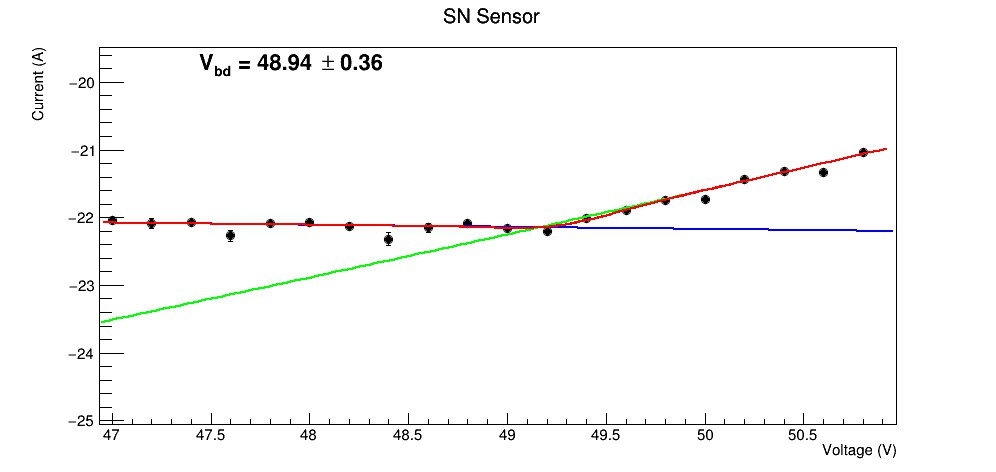 SN Sensor
Current (A)
V_bd = 48.94 ± 0.36
−20
−21
−22
−23
−24
−25
47 47.5 48 48.5 49 49.5 50 50.5
Voltage (V)